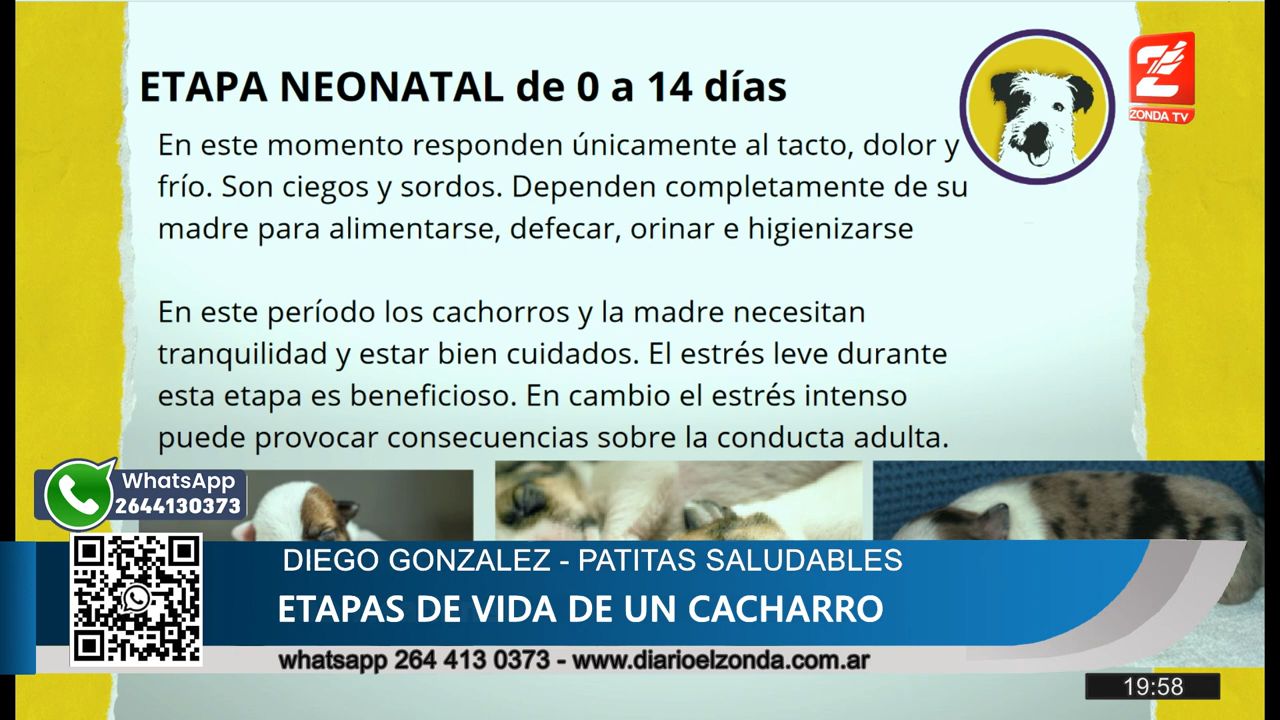 ETAPA NEONATAL de 0 a 14 días
En este momento responden únicamente al tacto, dolor y
frío. Son ciegos y sordos. Dependen completamente de su
madre para alimentarse, defecar, orinar e higienizarse
En este período los cachorros y la madre necesitan
tranquilidad y estar bien cuidados. El estrés leve durante
esta etapa es beneficioso. En cambio el estrés intenso
puede provocar consecuencias sobre la conducta adulta.
ZONDA TV
WhatsApp
2644130373
DIEGO GONZALEZ - PATITAS SALUDABLES
ETAPAS DE VIDA DE UN CACHARRO
whatsapp 264 413 0373 - www.diarioelzonda.com.ar
19:58